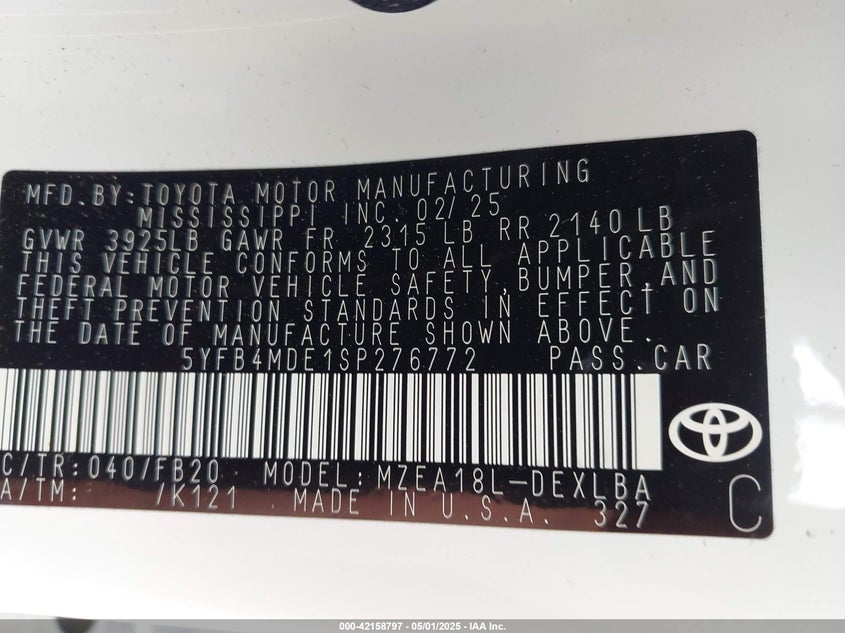 MFD. BY: TOYOTA MOTOR MANUFACTURING
MISSISSIPPI INC. 02/25
GVWR 3925LB GAWR FR 2315 LB RR 2140 LB
THIS VEHICLE CONFORMS TO ALL APPLICABLE
FEDERAL MOTOR VEHICLE SAFETY, BUMPER, AND
THEFT PREVENTION STANDARDS IN EFFECT ON
THE DATE OF MANUFACTURE SHOWN ABOVE.
5YFB4MDE1SP276772 PASS. CAR
C/TR: 040/FB20 MODEL: MZEA18L-DEXLBA
A/TM: /K121 MADE IN U.S.A. 327 C
000-42158797 - 05/01/2025 - IAA Inc.